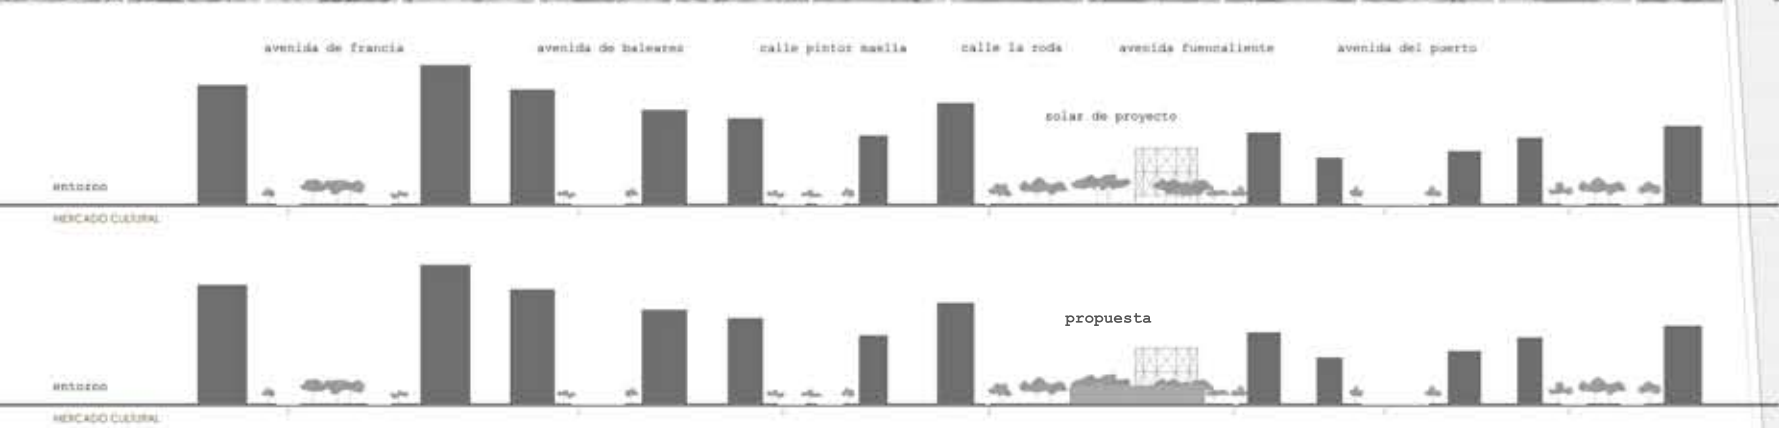 avenida de francia
avenida de baleares
calle pintor maella
calle la roda
avenida fuencaliente
avenida del puerto
solar de proyecto
entorno
MERCADO CULTURAL
propuesta
entorno
MERCADO CULTURAL